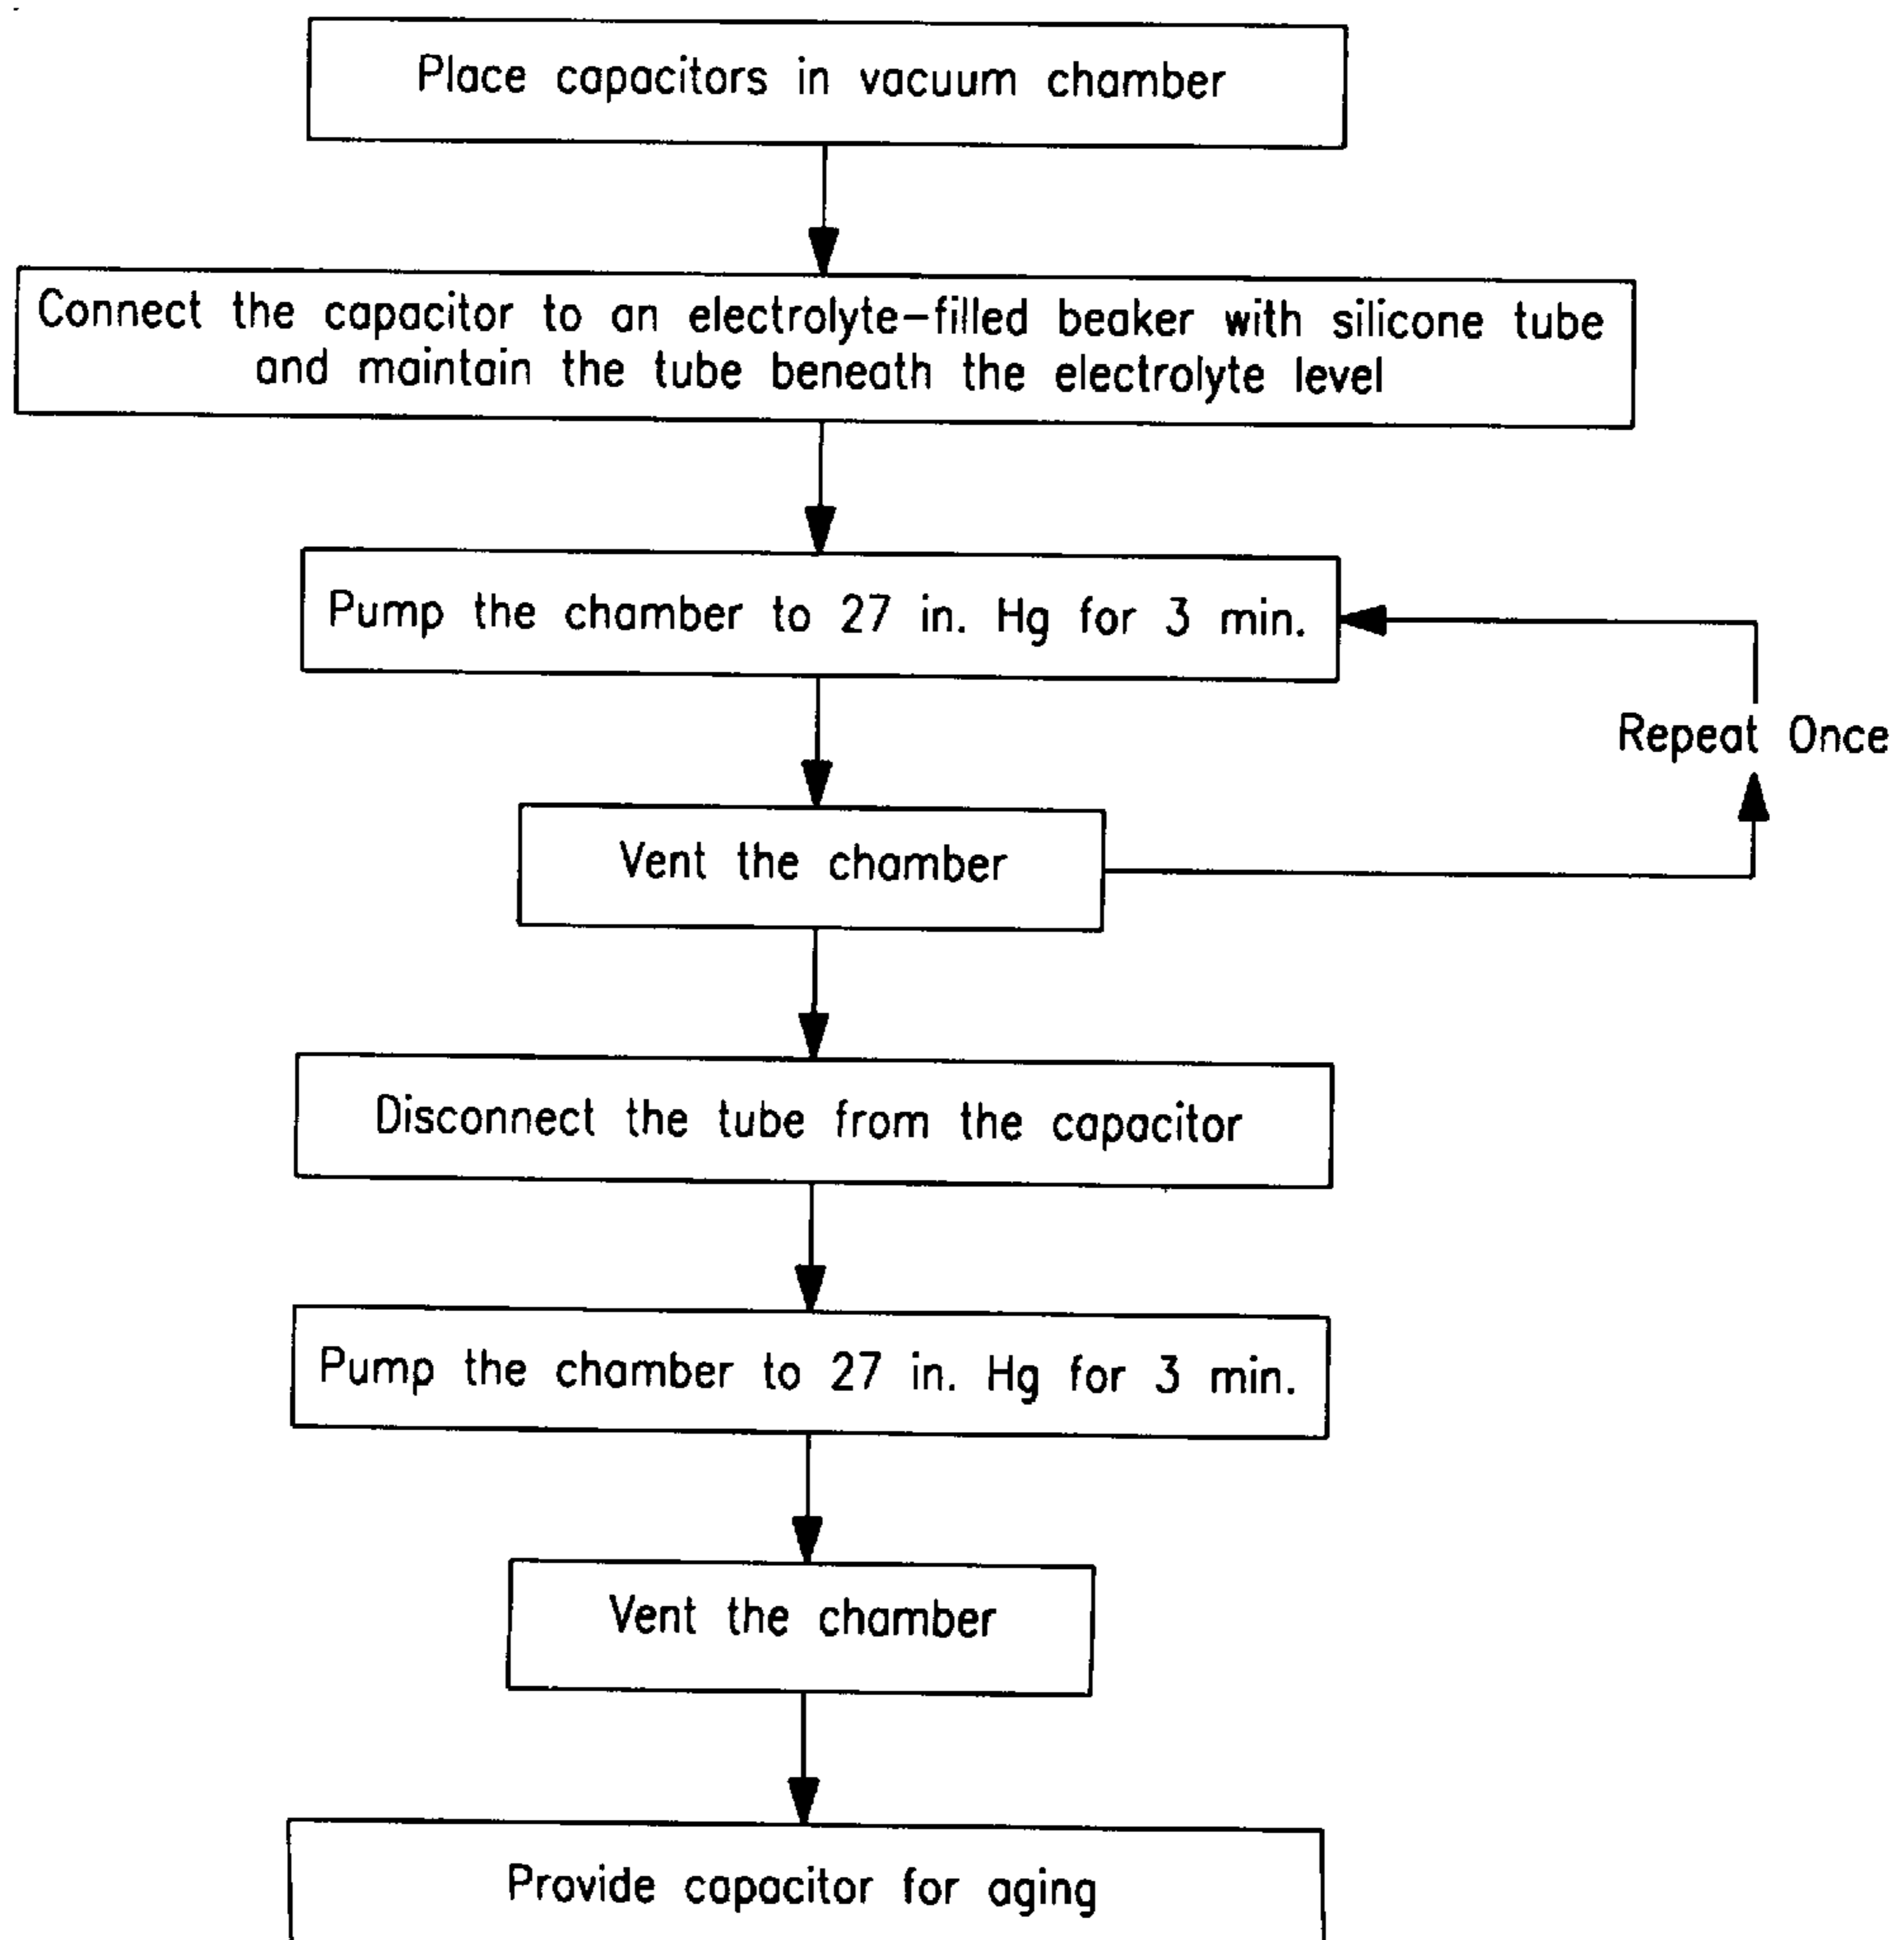 Place capacitors in vacuum chamber
Connect the capacitor to an electrolyte-filled beaker with silicone tube
and maintain the tube beneath the electrolyte level
Pump the chamber to 27 in. Hg for 3 min.
Repeat Once
Vent the chamber
Disconnect the tube from the capacitor
Pump the chamber to 27 in. Hg for 3 min.
Vent the chamber
Provide capacitor for aging